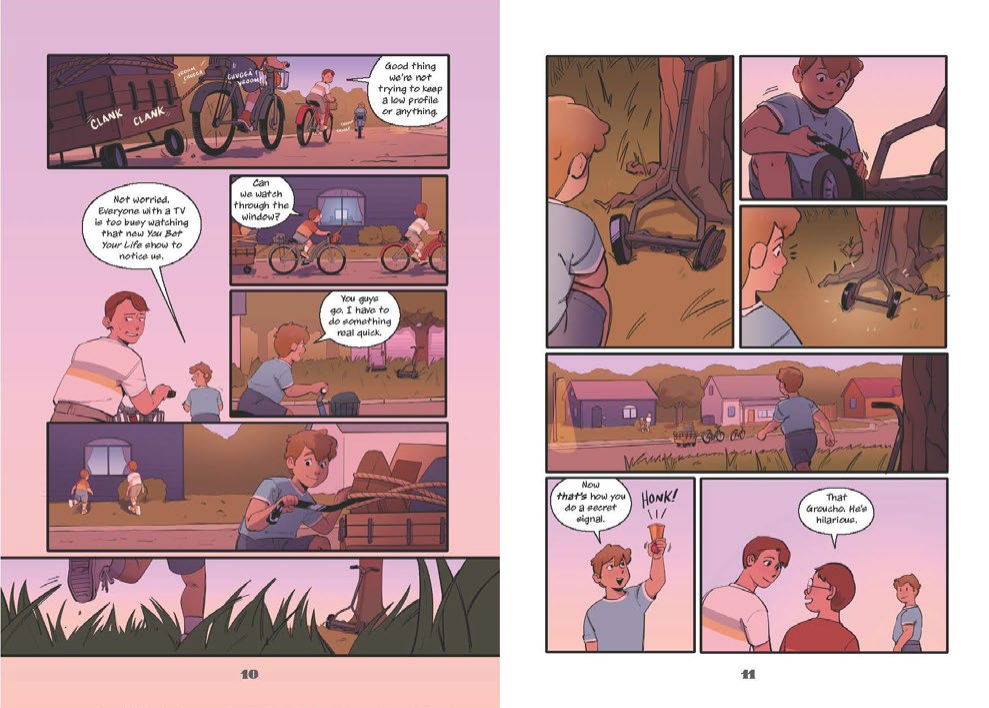 CLANK
CLANK
VROOM
CHUGGA
CHUGGA
VROOM
Good thing
we're not
trying to keep
a low profile
or anything.
Not worried.
Everyone with a TV
is too busy watching
that new You Bet
Your Life show to
notice us.
Can
we watch
through the
window?
You guys
go. I have to
do something
real quick.
10
Now
that's how you
do a secret
signal.
HONK!
That
Groucho. He's
hilarious.
11